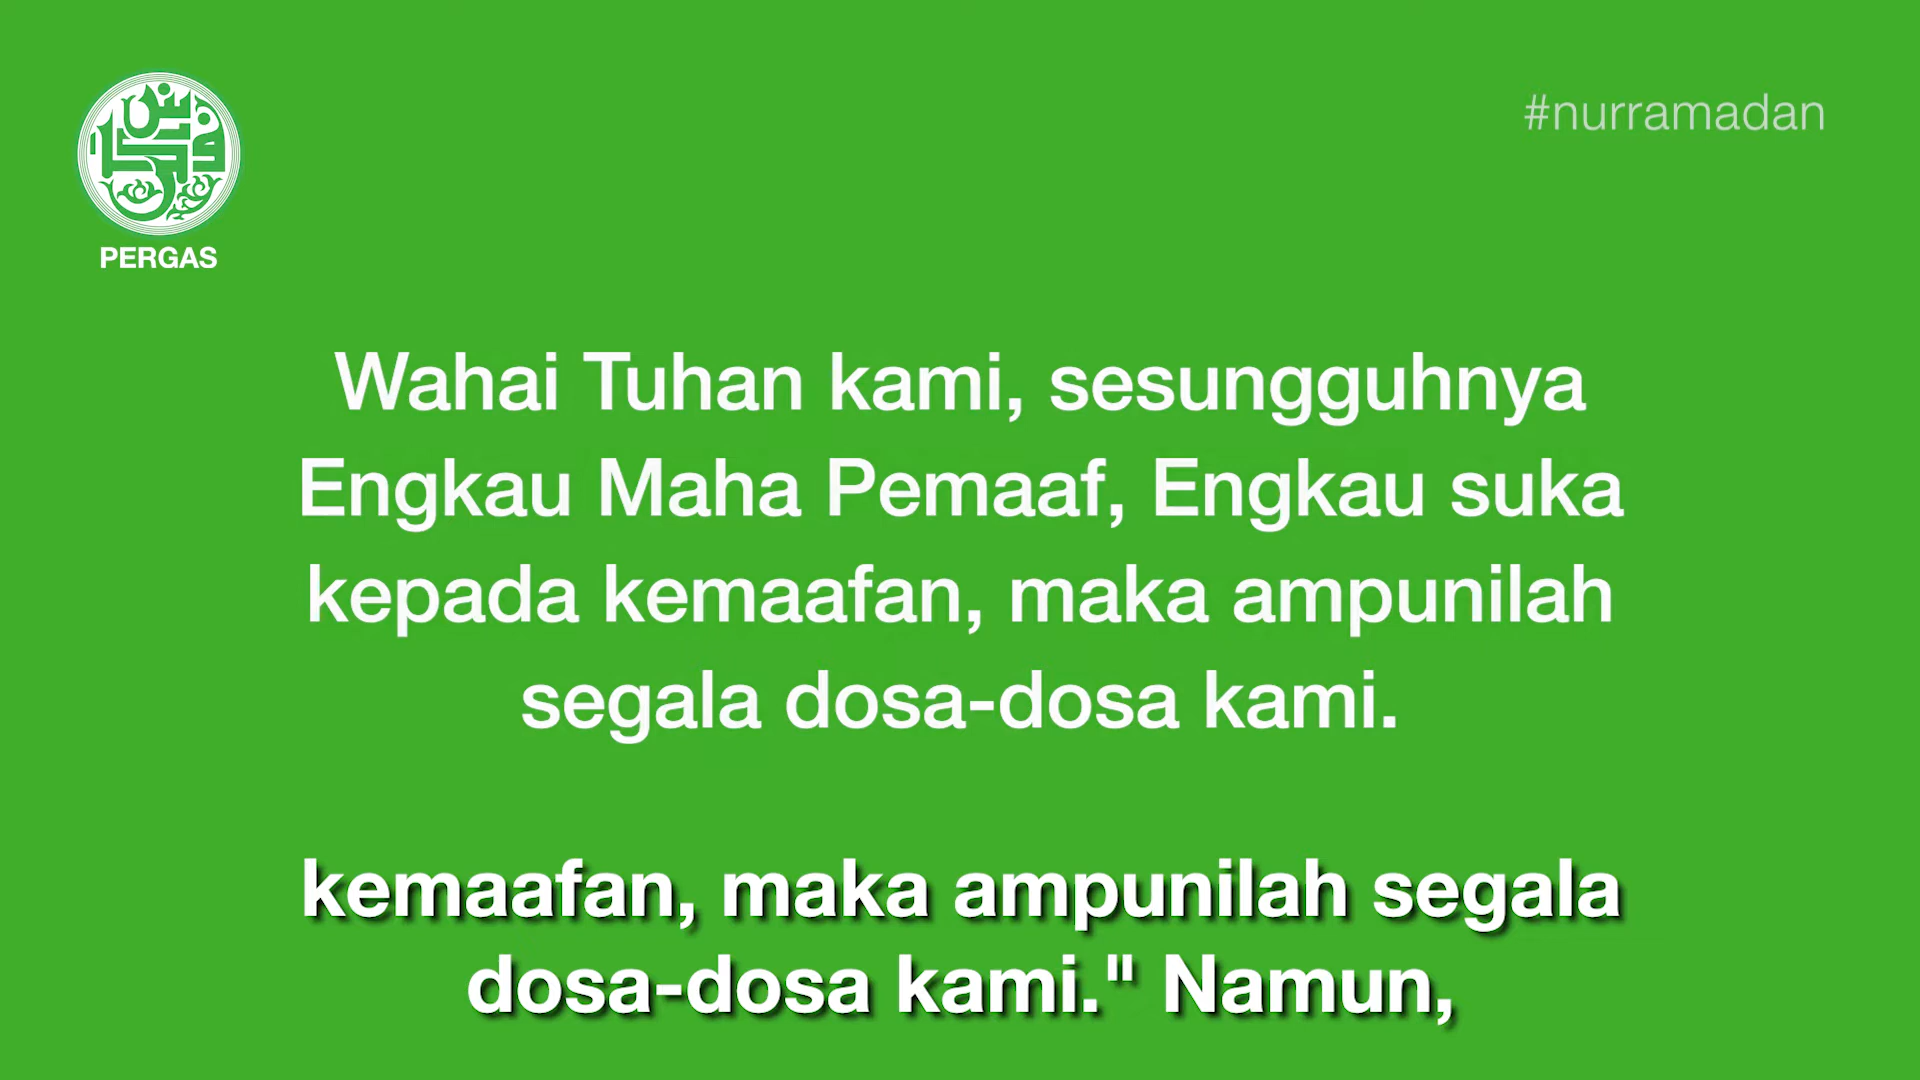 #nurramadan
PERGAS
Wahai Tuhan kami, sesungguhnya
Engkau Maha Pemaaf, Engkau suka
kepada kemaafan, maka ampunilah
segala dosa-dosa kami.
kemaafan, maka ampunilah segala
dosa-dosa kami." Namun,